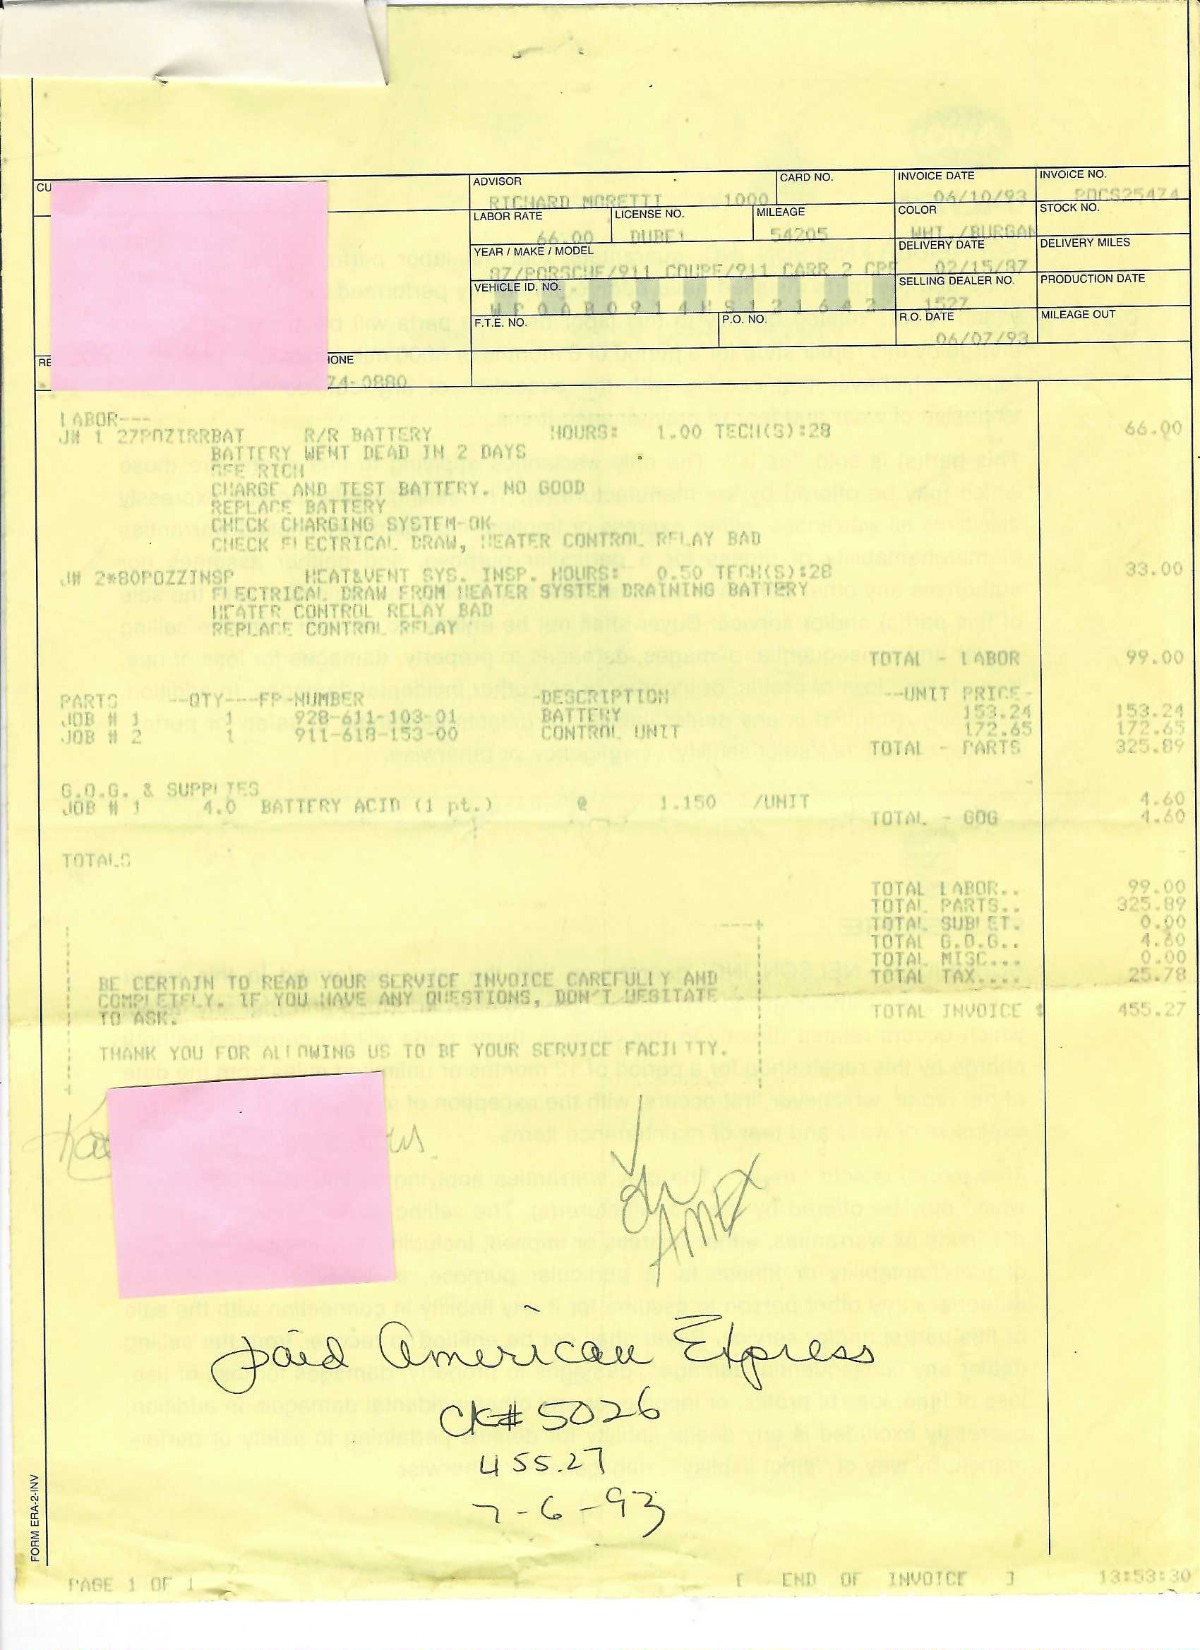 CU
ADVISOR CARD NO. INVOICE DATE INVOICE NO.
RICHARD MORETTI 1000 06/10/93 POCS25474
LABOR RATE LICENSE NO. MILEAGE COLOR STOCK NO.
66.00 54205 WHT./BURGAN
YEAR / MAKE / MODEL DELIVERY DATE DELIVERY MILES
87/PORSCHE/911 COUPE/911 CARR 2 CPE 02/15/87
VEHICLE ID. NO. SELLING DEALER NO. PRODUCTION DATE
1527
F.T.E. NO. P.O. NO. R.O. DATE MILEAGE OUT
06/07/93
RE HONE
74-0880
LABOR---
J# 1 27POZTRRBAT R/R BATTERY HOURS: 1.00 TECH(S):28 66.00
BATTERY WENT DEAD IN 2 DAYS
SEE RICH
CHARGE AND TEST BATTERY. NO GOOD
REPLACE BATTERY
CHECK CHARGING SYSTEM-OK
CHECK ELECTRICAL DRAW, HEATER CONTROL RELAY BAD
J# 2*80POZZINSP HEAT&VENT SYS. INSP. HOURS: 0.50 TECH(S):28 33.00
ELECTRICAL DRAW FROM HEATER SYSTEM DRAINING BATTERY
HEATER CONTROL RELAY BAD
REPLACE CONTROL RELAY
TOTAL - LABOR 99.00
PARTS ---QTY----FP-NUMBER -DESCRIPTION ---UNIT PRICE-
JOB # 1 1 928-611-103-01 BATTERY 153.24 153.24
JOB # 2 1 911-618-153-00 CONTROL UNIT 172.65 172.65
TOTAL - PARTS 325.89
G.O.G. & SUPPLIES
JOB # 1 4.0 BATTERY ACID (1 pt.) @ 1.150 /UNIT 4.60
TOTAL - GOG 4.60
TOTALS
TOTAL LABOR.. 99.00
TOTAL PARTS.. 325.89
TOTAL SUBLET. 0.00
TOTAL G.O.G.. 4.60
TOTAL MISC... 0.00
TOTAL TAX.... 25.78
TOTAL INVOICE $ 455.27
BE CERTAIN TO READ YOUR SERVICE INVOICE CAREFULLY AND
COMPLETELY. IF YOU HAVE ANY QUESTIONS, DON'T HESITATE
TO ASK.
THANK YOU FOR ALLOWING US TO BE YOUR SERVICE FACILITY.
AMEX
paid American Express
CK# 5026
455.27
7-6-93
FORM ERA-2-INV
PAGE 1 OF 1 [ END OF INVOICE ] 13:53:30